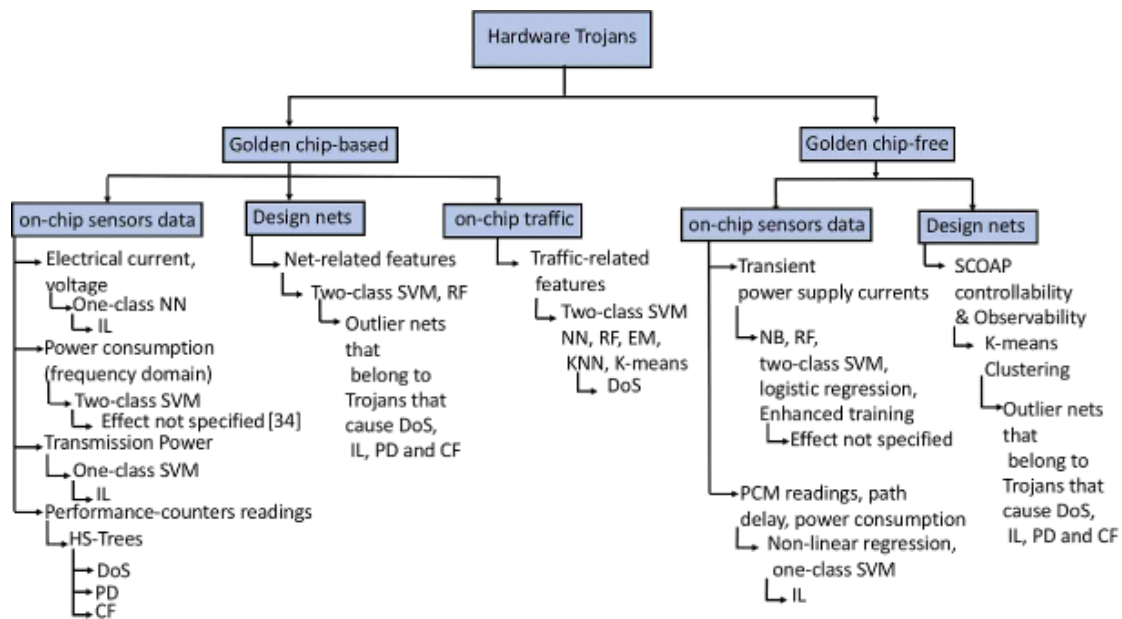 Hardware Trojans
Golden chip-based
Golden chip-free
on-chip sensors data
Electrical current,
voltage
One-class NN
IL
Power consumption
(frequency domain)
Two-class SVM
Effect not specified [34]
Transmission Power
One-class SVM
IL
Performance-counters readings
HS-Trees
DoS
PD
CF
Design nets
Net-related features
Two-class SVM, RF
Outlier nets
that
belong to
Trojans that
cause DoS,
IL, PD and CF
on-chip traffic
Traffic-related
features
Two-class SVM
NN, RF, EM,
KNN, K-means
DoS
on-chip sensors data
Transient
power supply currents
NB, RF,
two-class SVM,
logistic regression,
Enhanced training
Effect not specified
PCM readings, path
delay, power consumption
Non-linear regression,
one-class SVM
IL
Design nets
SCOAP
controllability
& Observability
K-means
Clustering
Outlier nets
that
belong to
Trojans that
cause DoS,
IL, PD and CF